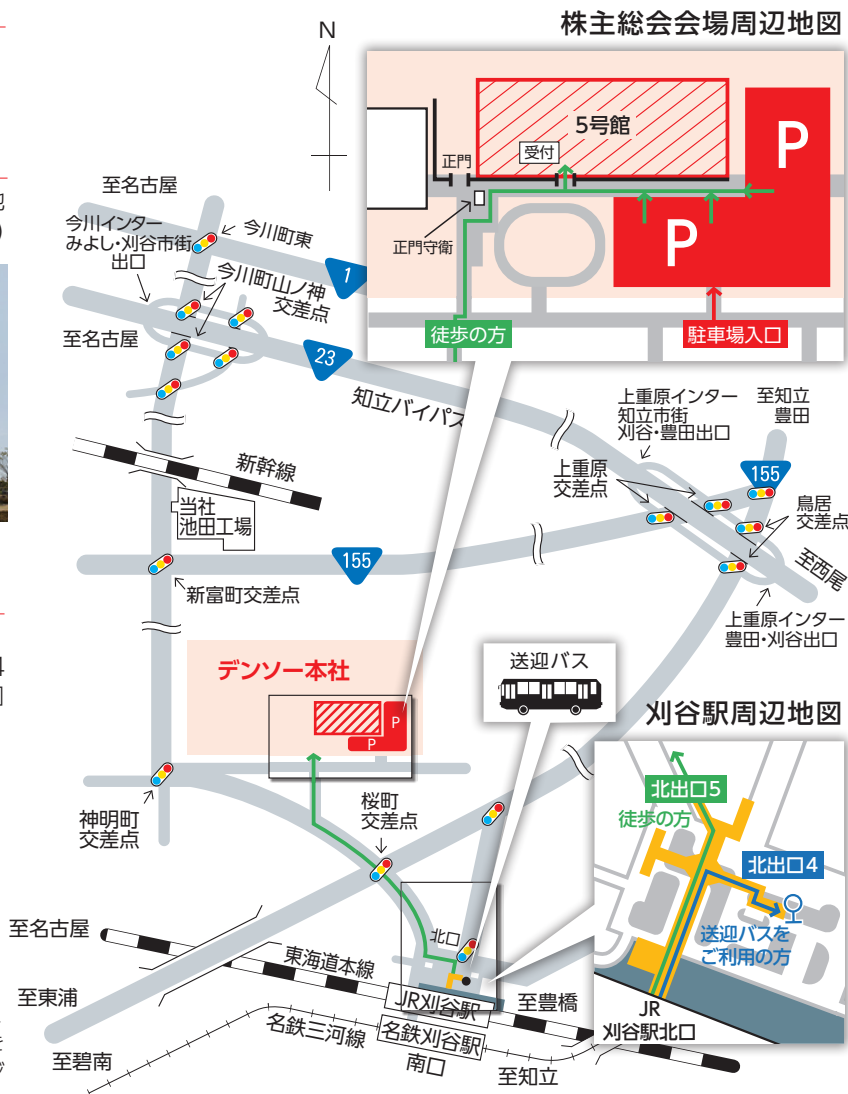 株主総会会場周辺地図
N
5号館
受付
P
正門
正門守衛
P
徒歩の方
駐車場入口
至名古屋
今川インター
みよし・刈谷市街
出口
今川町東
今川町山ノ神
交差点
1
至名古屋
23
知立バイパス
上重原インター
知立市街
刈谷・豊田出口
至知立
豊田
上重原
交差点
155
鳥居
交差点
至西尾
上重原インター
豊田・刈谷出口
新幹線
当社
池田工場
155
新富町交差点
デンソー本社
P
P
送迎バス
刈谷駅周辺地図
神明町
交差点
桜町
交差点
北出口5
徒歩の方
北出口4
送迎バスを
ご利用の方
JR
刈谷駅北口
北口
至名古屋
東海道本線
JR刈谷駅
至豊橋
至東浦
名鉄三河線
名鉄刈谷駅
南口
至碧南
至知立